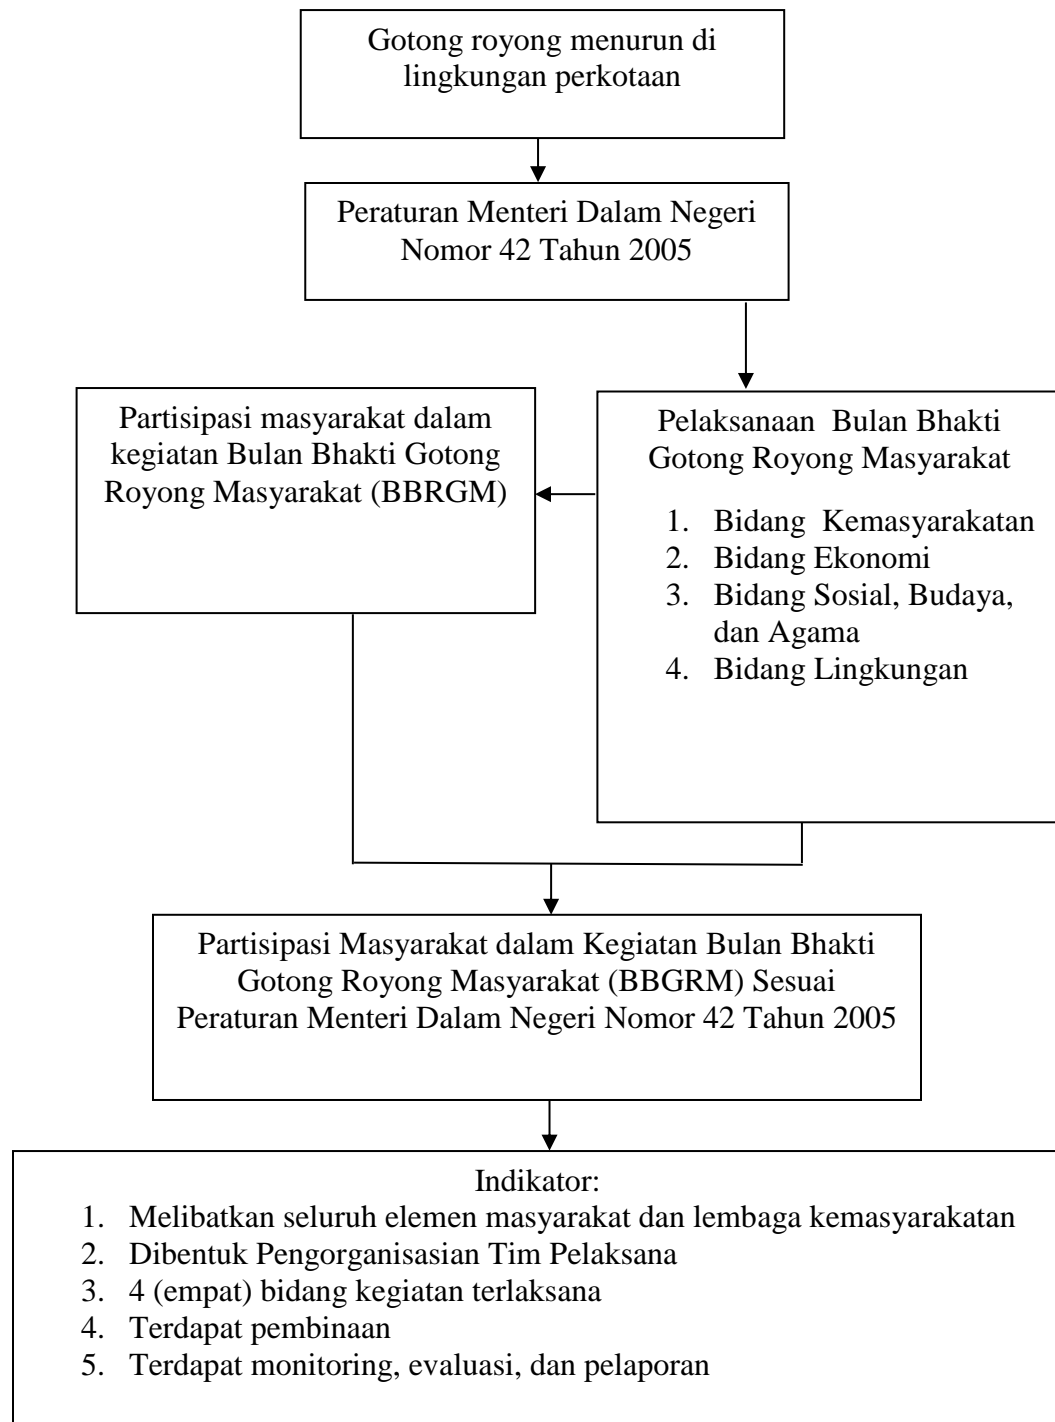 Gotong royong menurun di
lingkungan perkotaan
Peraturan Menteri Dalam Negeri
Nomor 42 Tahun 2005
Partisipasi masyarakat dalam
kegiatan Bulan Bhakti Gotong
Royong Masyarakat (BBRGM)
Pelaksanaan Bulan Bhakti
Gotong Royong Masyarakat
1. Bidang Kemasyarakatan
2. Bidang Ekonomi
3. Bidang Sosial, Budaya,
dan Agama
4. Bidang Lingkungan
Partisipasi Masyarakat dalam Kegiatan Bulan Bhakti
Gotong Royong Masyarakat (BBGRM) Sesuai
Peraturan Menteri Dalam Negeri Nomor 42 Tahun 2005
Indikator:
1. Melibatkan seluruh elemen masyarakat dan lembaga kemasyarakatan
2. Dibentuk Pengorganisasian Tim Pelaksana
3. 4 (empat) bidang kegiatan terlaksana
4. Terdapat pembinaan
5. Terdapat monitoring, evaluasi, dan pelaporan